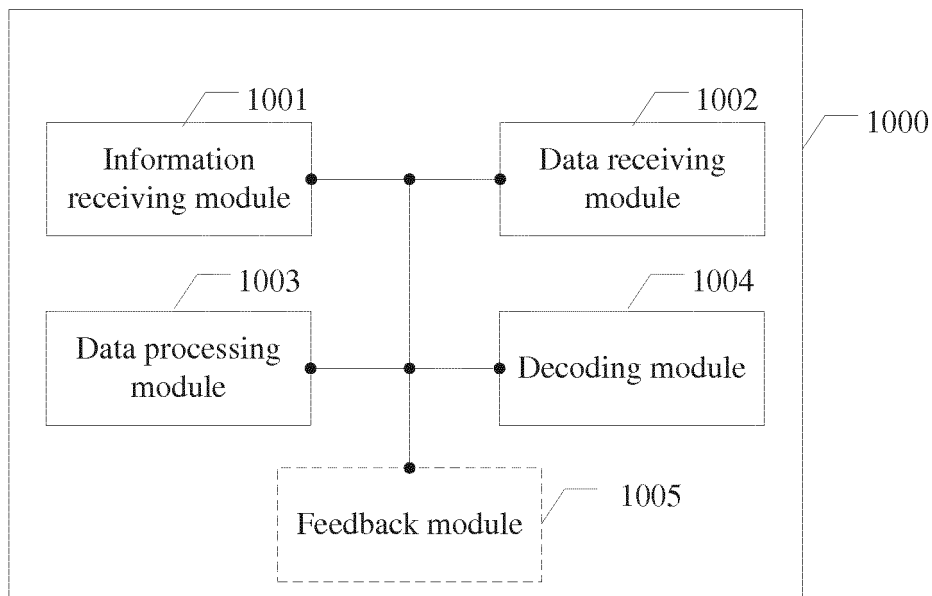 1001
1002
1000
Information
receiving module
Data receiving
module
1003
1004
Data processing
module
Decoding module
1005
Feedback module